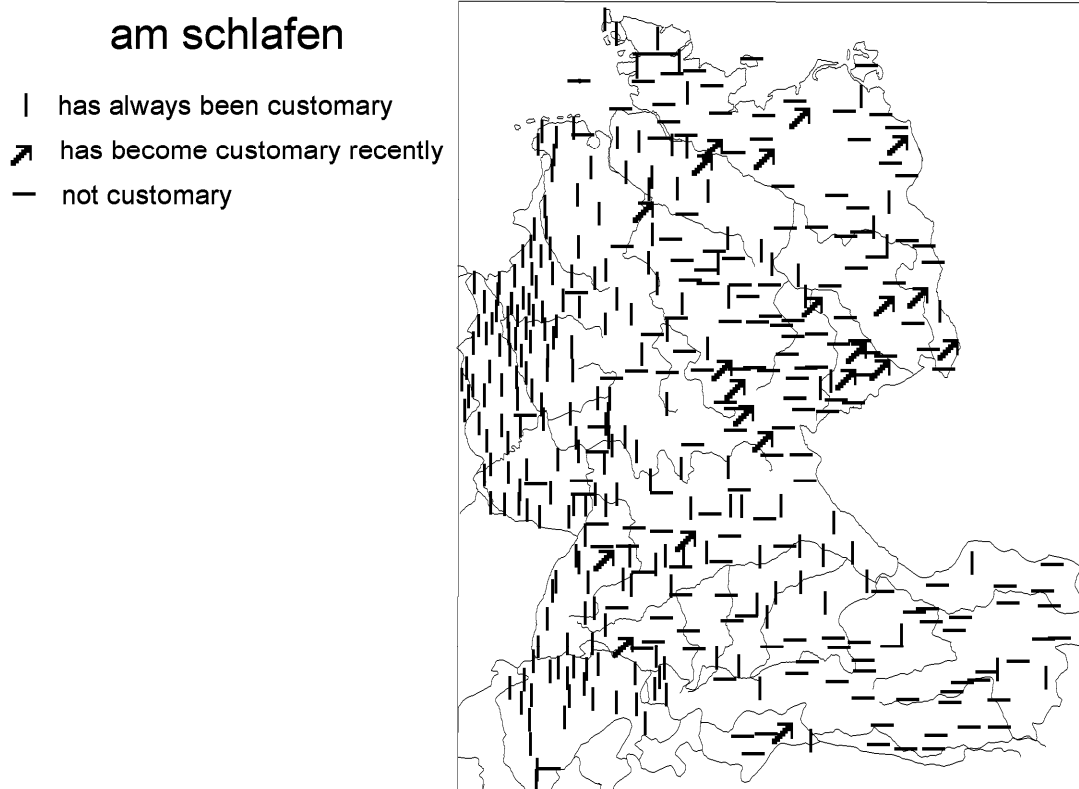 am schlafen
has always been customary
has become customary recently
not customary